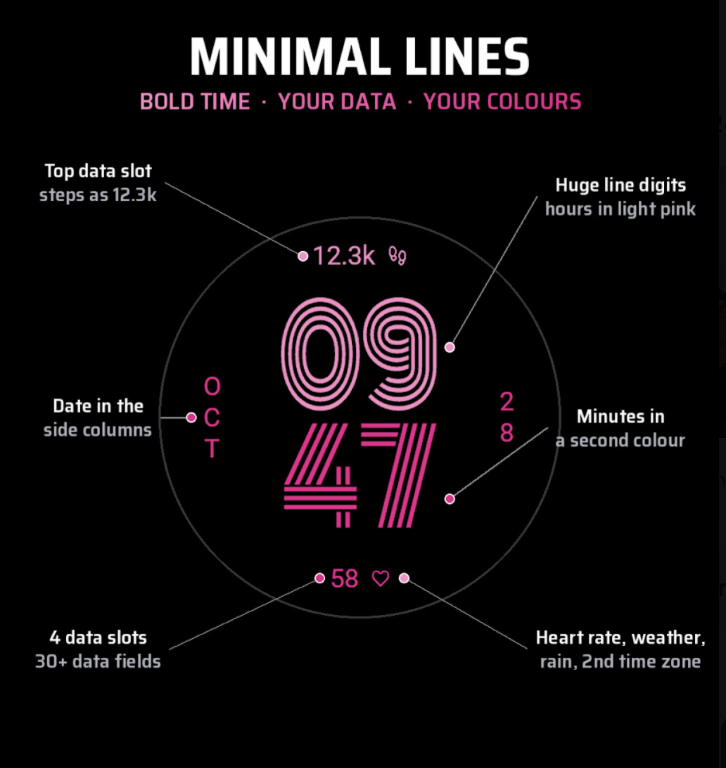 MINIMAL LINES
BOLD TIME · YOUR DATA · YOUR COLOURS
Top data slot
steps as 12.3k
Huge line digits
hours in light pink
12.3k
09
Date in the
side columns
O
C
T
2
8
Minutes in
a second colour
47
58
4 data slots
30+ data fields
Heart rate, weather,
rain, 2nd time zone